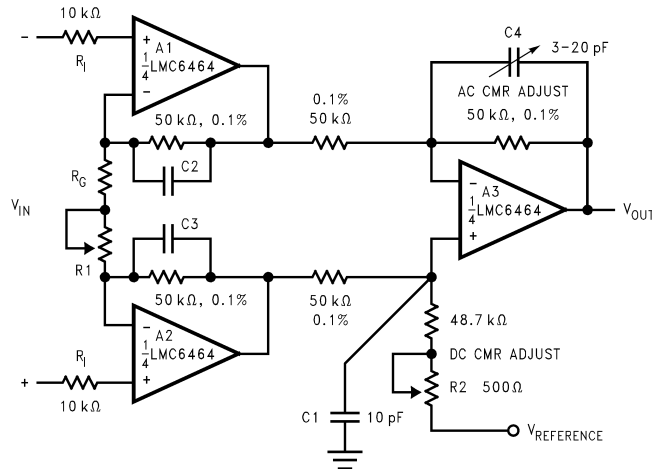 10 kΩ
−
R_I
+
A1
1/4 LMC6464
−
C4
3–20 pF
AC CMR ADJUST
50 kΩ, 0.1%
0.1%
50 kΩ
50 kΩ, 0.1%
C2
R_G
V_IN
R1
C3
50 kΩ, 0.1%
50 kΩ
0.1%
−
A3
1/4 LMC6464
+
V_OUT
−
A2
1/4 LMC6464
+
R_I
+
10 kΩ
48.7 kΩ
DC CMR ADJUST
R2 500Ω
C1
10 pF
V_REFERENCE